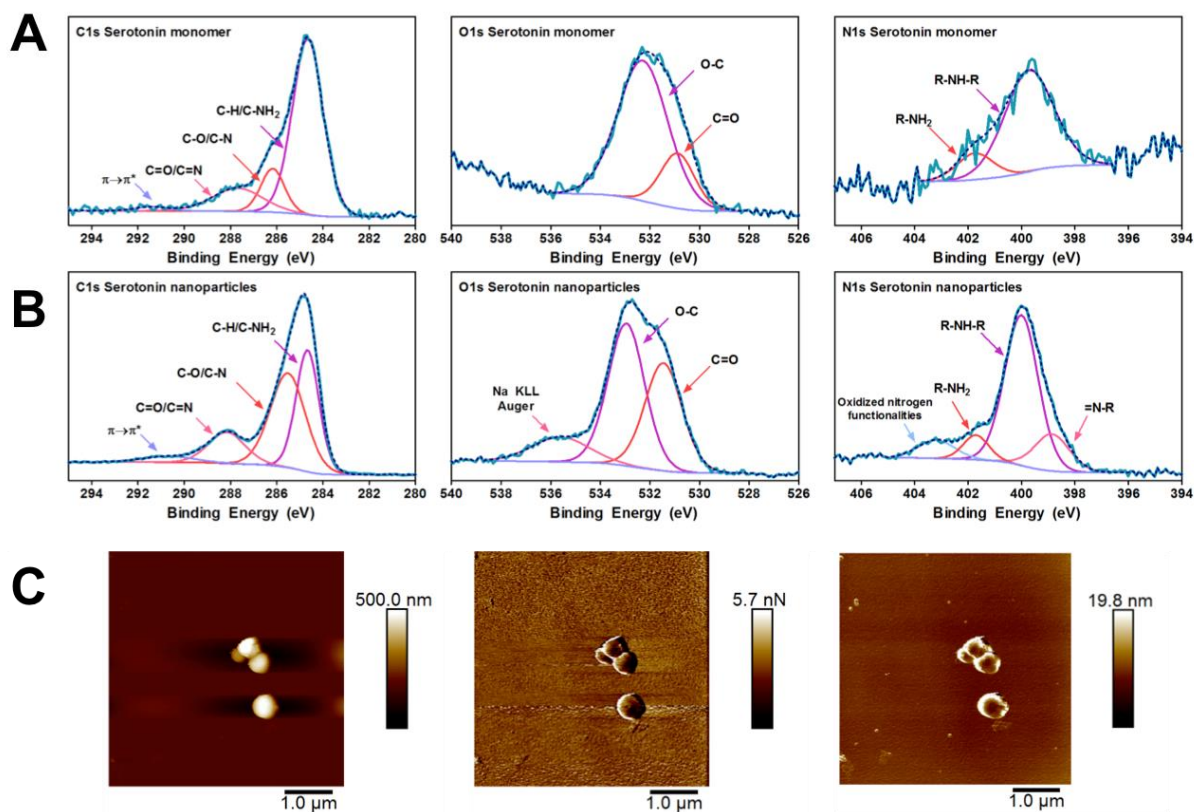 A
C1s Serotonin monomer
C-H/C-NH₂
C-O/C-N
C=O/C=N
π→π*
294 292 290 288 286 284 282 280
Binding Energy (eV)
O1s Serotonin monomer
O-C
C=O
540 538 536 534 532 530 528 526
Binding Energy (eV)
N1s Serotonin monomer
R-NH-R
R-NH₂
406 404 402 400 398 396 394
Binding Energy (eV)
B
C1s Serotonin nanoparticles
C-H/C-NH₂
C-O/C-N
C=O/C=N
π→π*
294 292 290 288 286 284 282 280
Binding Energy (eV)
O1s Serotonin nanoparticles
O-C
C=O
Na KLL
Auger
540 538 536 534 532 530 528 526
Binding Energy (eV)
N1s Serotonin nanoparticles
R-NH-R
R-NH₂
Oxidized nitrogen
functionalities
=N-R
406 404 402 400 398 396 394
Binding Energy (eV)
C
500.0 nm
1.0 µm
5.7 nN
1.0 µm
19.8 nm
1.0 µm